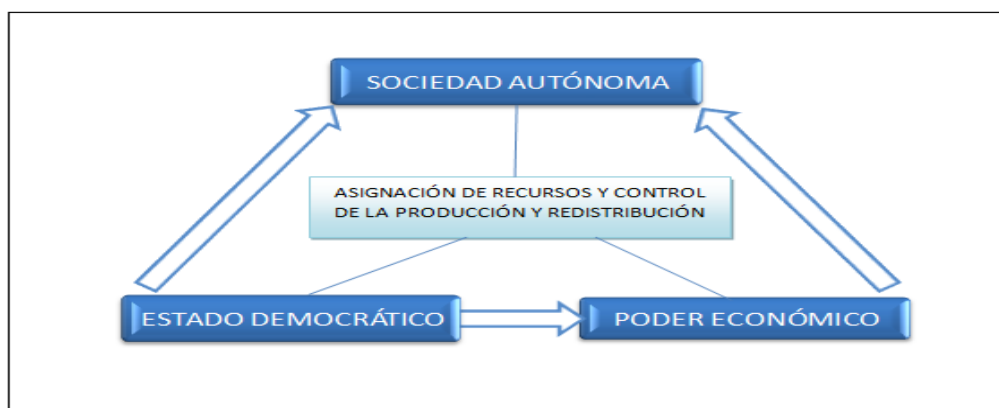 SOCIEDAD AUTÓNOMA
ASIGNACIÓN DE RECURSOS Y CONTROL
DE LA PRODUCCIÓN Y REDISTRIBUCIÓN
ESTADO DEMOCRÁTICO
PODER ECONÓMICO